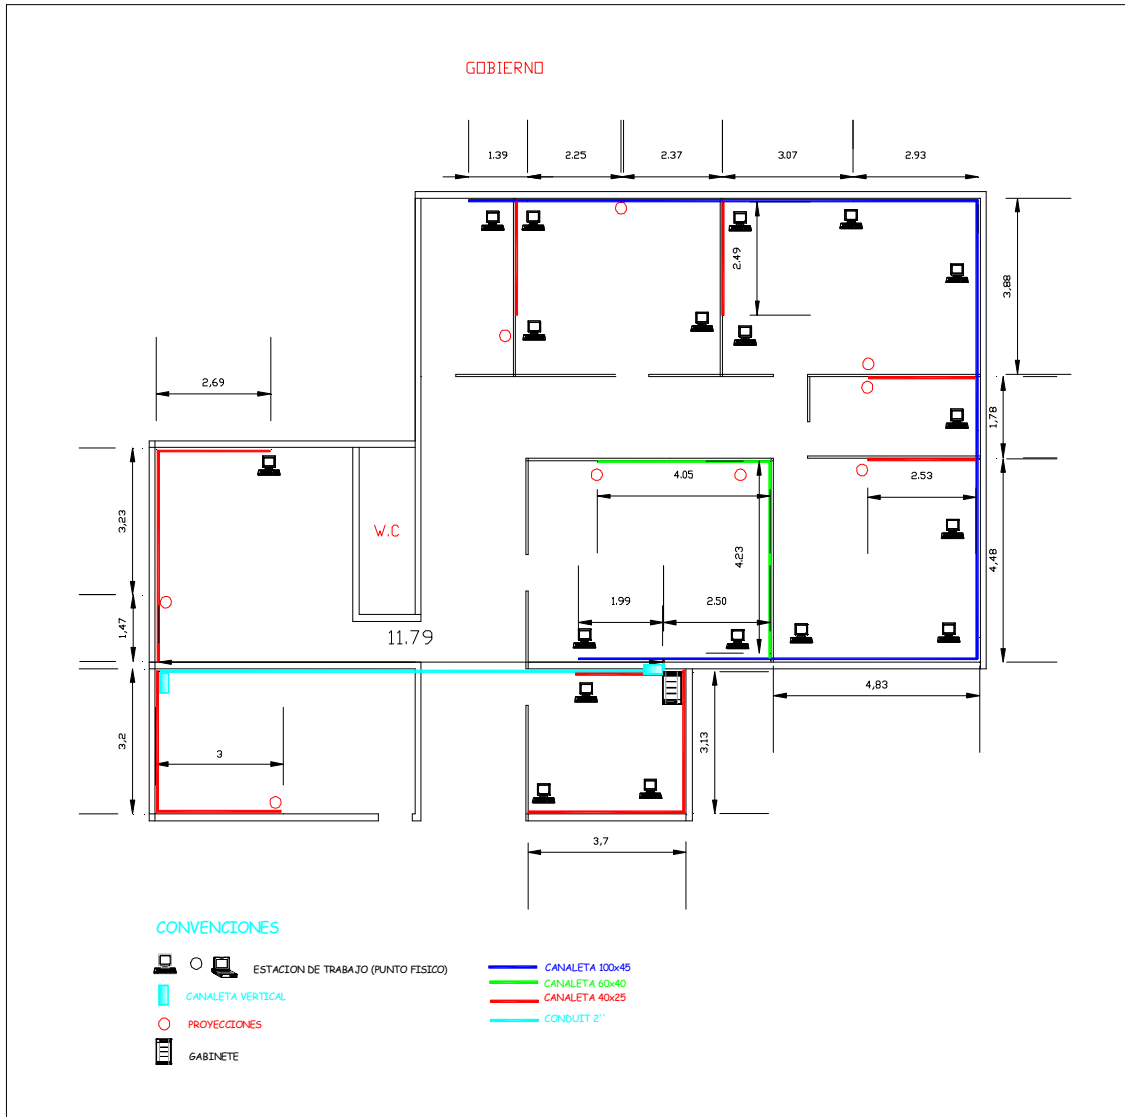 GOBIERNO
1.39
2.25
2.37
3.07
2.93
2.49
3,88
2,69
1,78
4.05
2.53
3,23
W.C
4.23
4,48
1.99
2.50
1,47
11.79
4,83
3,2
3
3,13
3,7
CONVENCIONES
ESTACION DE TRABAJO (PUNTO FISICO)
CANALETA VERTICAL
PROYECCIONES
GABINETE
CANALETA 100x45
CANALETA 60x40
CANALETA 40x25
CONDUIT 2''